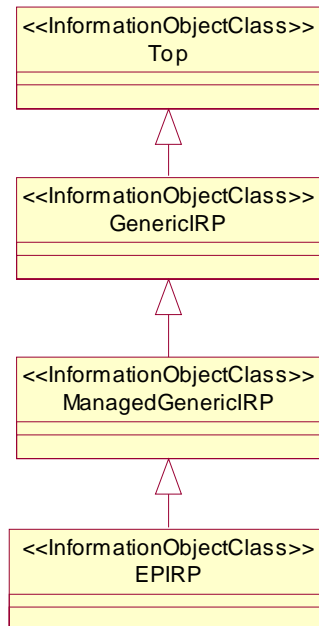 <<InformationObjectClass>>
Top
<<InformationObjectClass>>
GenericIRP
<<InformationObjectClass>>
ManagedGenericIRP
<<InformationObjectClass>>
EPIRP